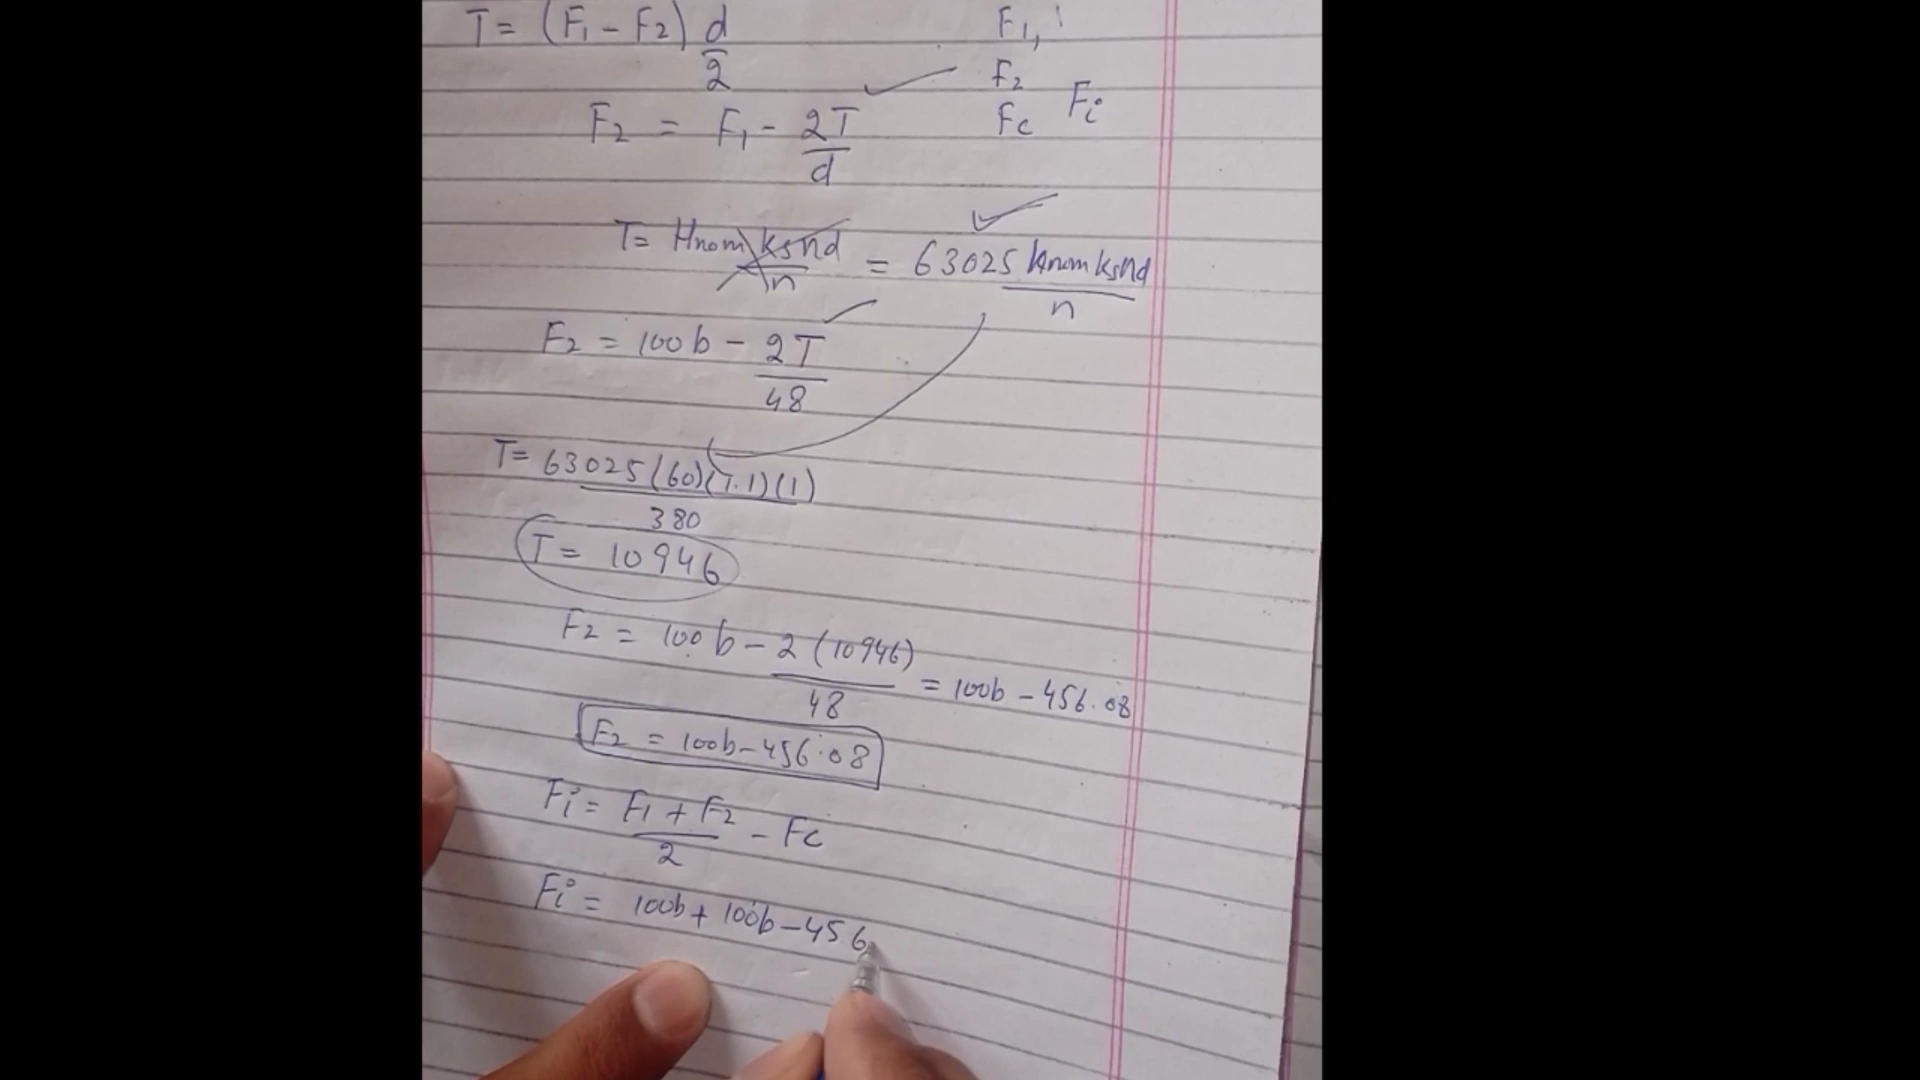 T = (F1 - F2) d/2
F1,
F2
Fc Fi
F2 = F1 - 2T/d
T = Hnom ksnd/n = 63025 Hnom ksnd/n
F2 = 100b - 2T/48
T = 63025(60)(1.1)(1)/380
T = 10946
F2 = 100b - 2(10946)/48 = 100b - 456.08
F2 = 100b - 456.08
Fi = F1 + F2/2 - Fc
Fi = 100b + 100b - 456